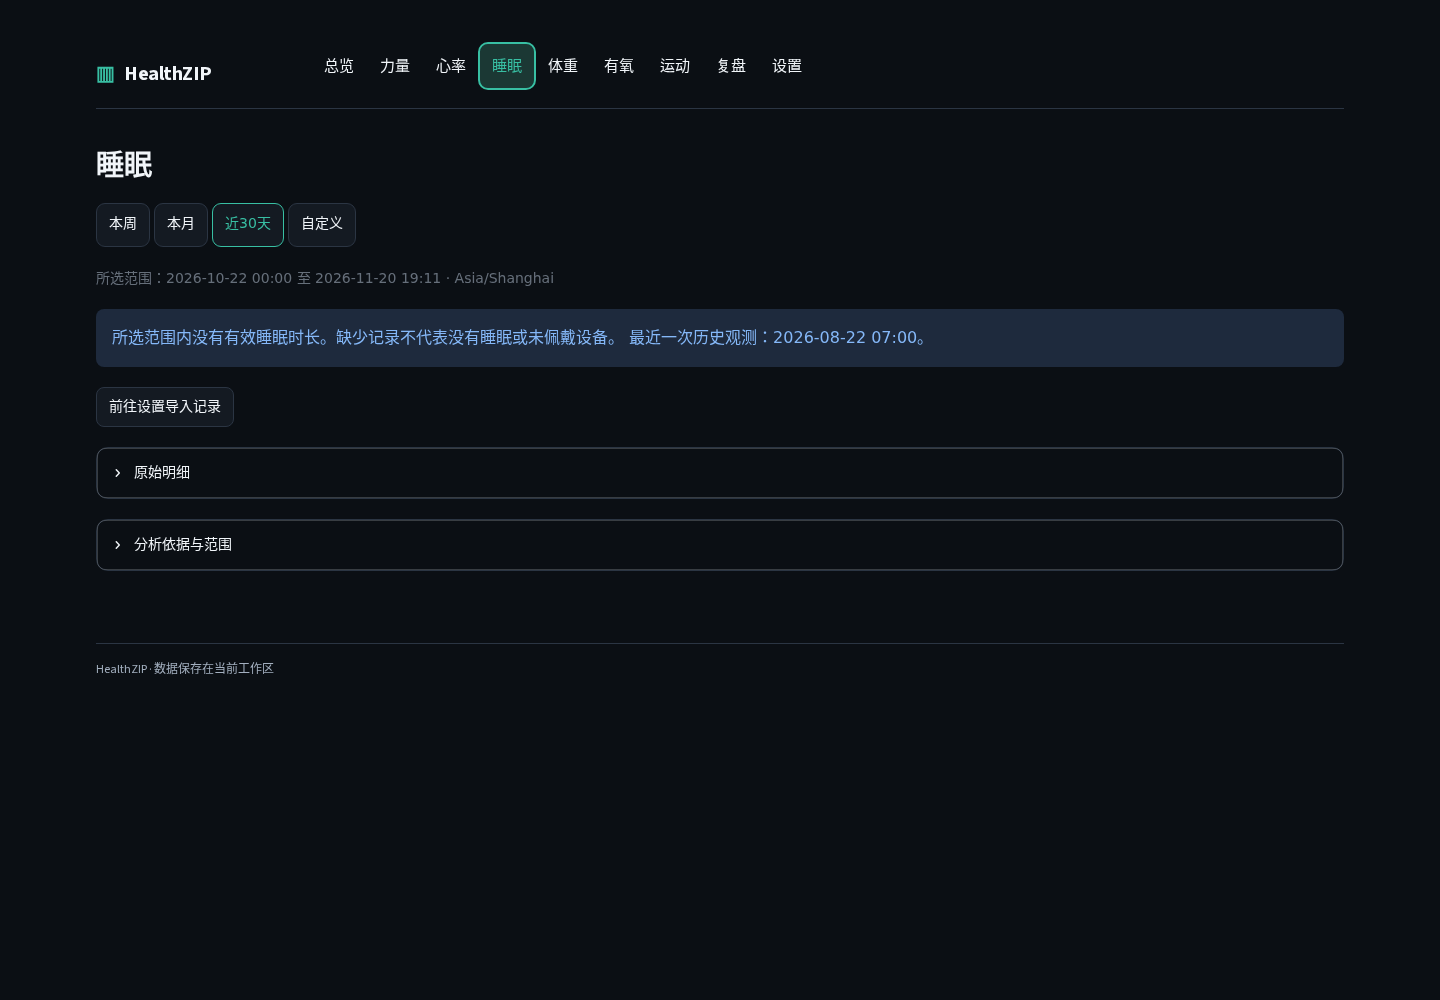 HealthZIP
总览 力量 心率 睡眠 体重 有氧 运动 复盘 设置
睡眠
本周 本月 近30天 自定义
所选范围：2026-10-22 00:00 至 2026-11-20 19:11 · Asia/Shanghai
所选范围内没有有效睡眠时长。缺少记录不代表没有睡眠或未佩戴设备。 最近一次历史观测：2026-08-22 07:00。
前往设置导入记录
原始明细
分析依据与范围
HealthZIP · 数据保存在当前工作区